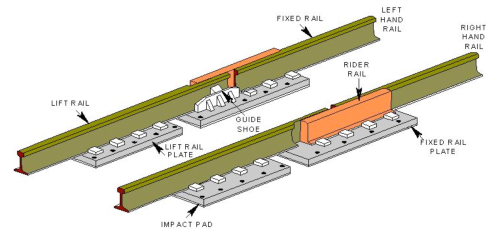 FIXED RAIL
LEFT
HAND
RAIL
RIGHT
HAND
RAIL
RIDER
RAIL
LIFT RAIL
GUIDE
SHOE
LIFT RAIL
PLATE
FIXED RAIL
PLATE
IMPACT PAD